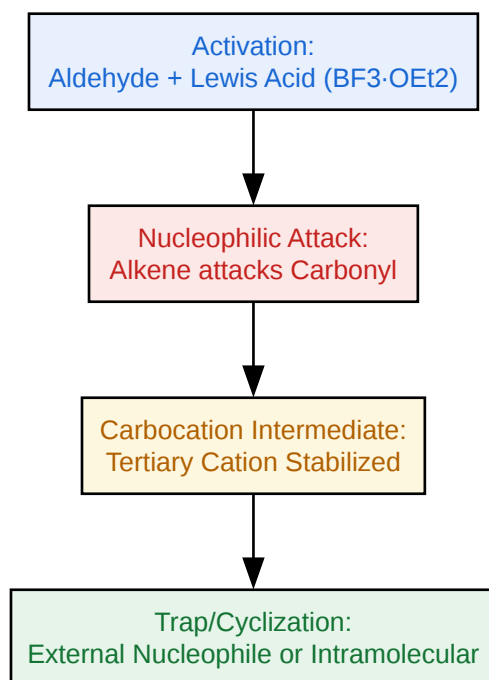 Activation:
Aldehyde + Lewis Acid (BF3·OEt2)
Nucleophilic Attack:
Alkene attacks Carbonyl
Carbocation Intermediate:
Tertiary Cation Stabilized
Trap/Cyclization:
External Nucleophile or Intramolecular